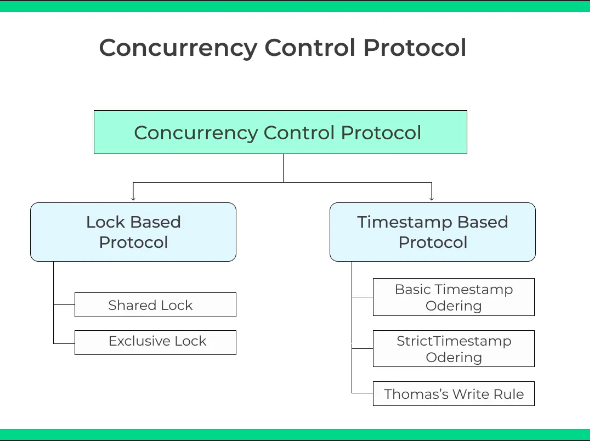 Concurrency Control Protocol
Concurrency Control Protocol
Lock Based
Protocol
Shared Lock
Exclusive Lock
Timestamp Based
Protocol
Basic Timestamp
Odering
StrictTimestamp
Odering
Thomas's Write Rule